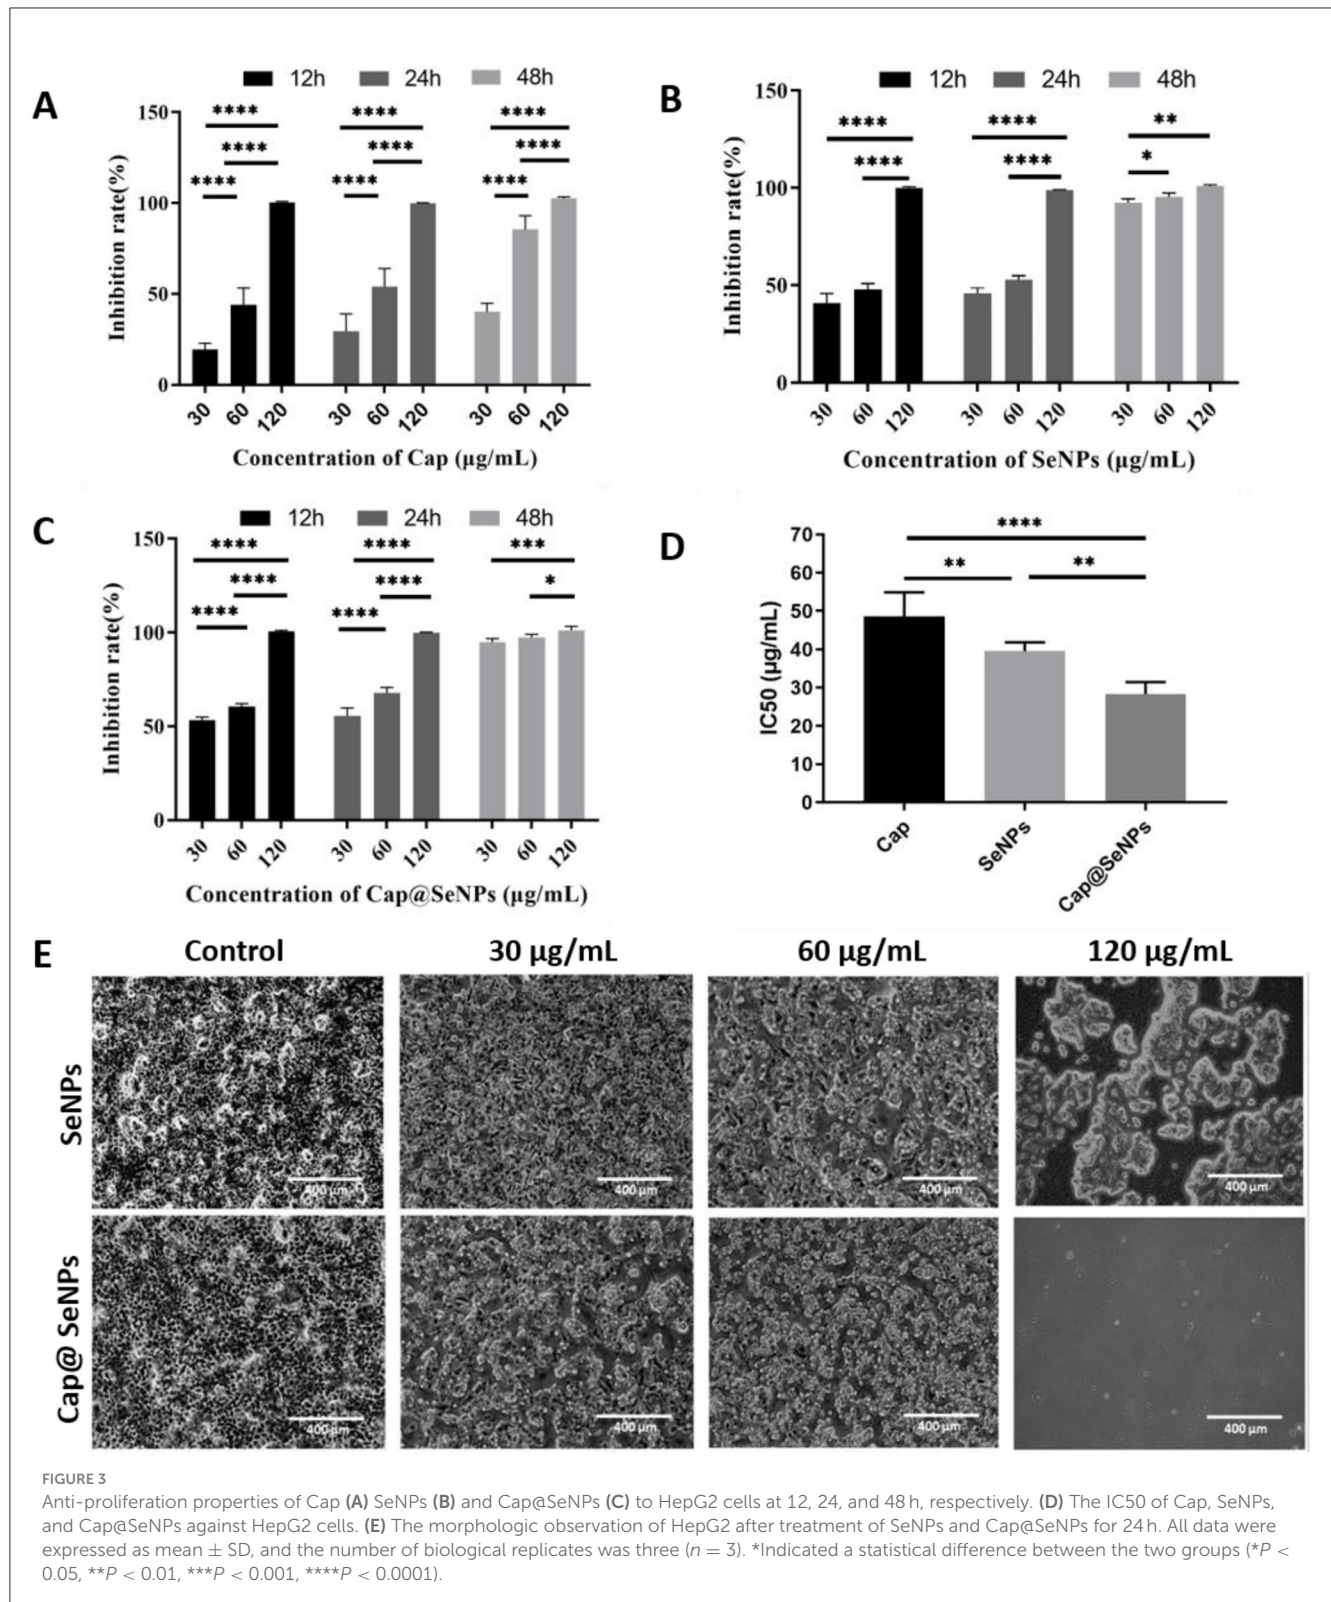 A
12h 24h 48h
Inhibition rate(%)
150
100
50
0
**** **** ****
**** **** ****
**** **** ****
30 60 120 30 60 120 30 60 120
Concentration of Cap (µg/mL)
B
12h 24h 48h
Inhibition rate(%)
150
100
50
0
**** **** **
**** **** *
30 60 120 30 60 120 30 60 120
Concentration of SeNPs (µg/mL)
C
12h 24h 48h
Inhibition rate(%)
150
100
50
0
**** **** ***
**** **** *
**** ****
30 60 120 30 60 120 30 60 120
Concentration of Cap@SeNPs (µg/mL)
D
IC50 (µg/mL)
70
60
50
40
30
20
10
0
****
** **
Cap SeNPs Cap@SeNPs
E
Control 30 µg/mL 60 µg/mL 120 µg/mL
SeNPs
400 µm 400 µm 400 µm 400 µm
Cap@ SeNPs
400 µm 400 µm 400 µm 400 µm
FIGURE 3
Anti-proliferation properties of Cap (A) SeNPs (B) and Cap@SeNPs (C) to HepG2 cells at 12, 24, and 48 h, respectively. (D) The IC50 of Cap, SeNPs,
and Cap@SeNPs against HepG2 cells. (E) The morphologic observation of HepG2 after treatment of SeNPs and Cap@SeNPs for 24 h. All data were
expressed as mean ± SD, and the number of biological replicates was three (n = 3). *Indicated a statistical difference between the two groups (*P <
0.05, **P < 0.01, ***P < 0.001, ****P < 0.0001).